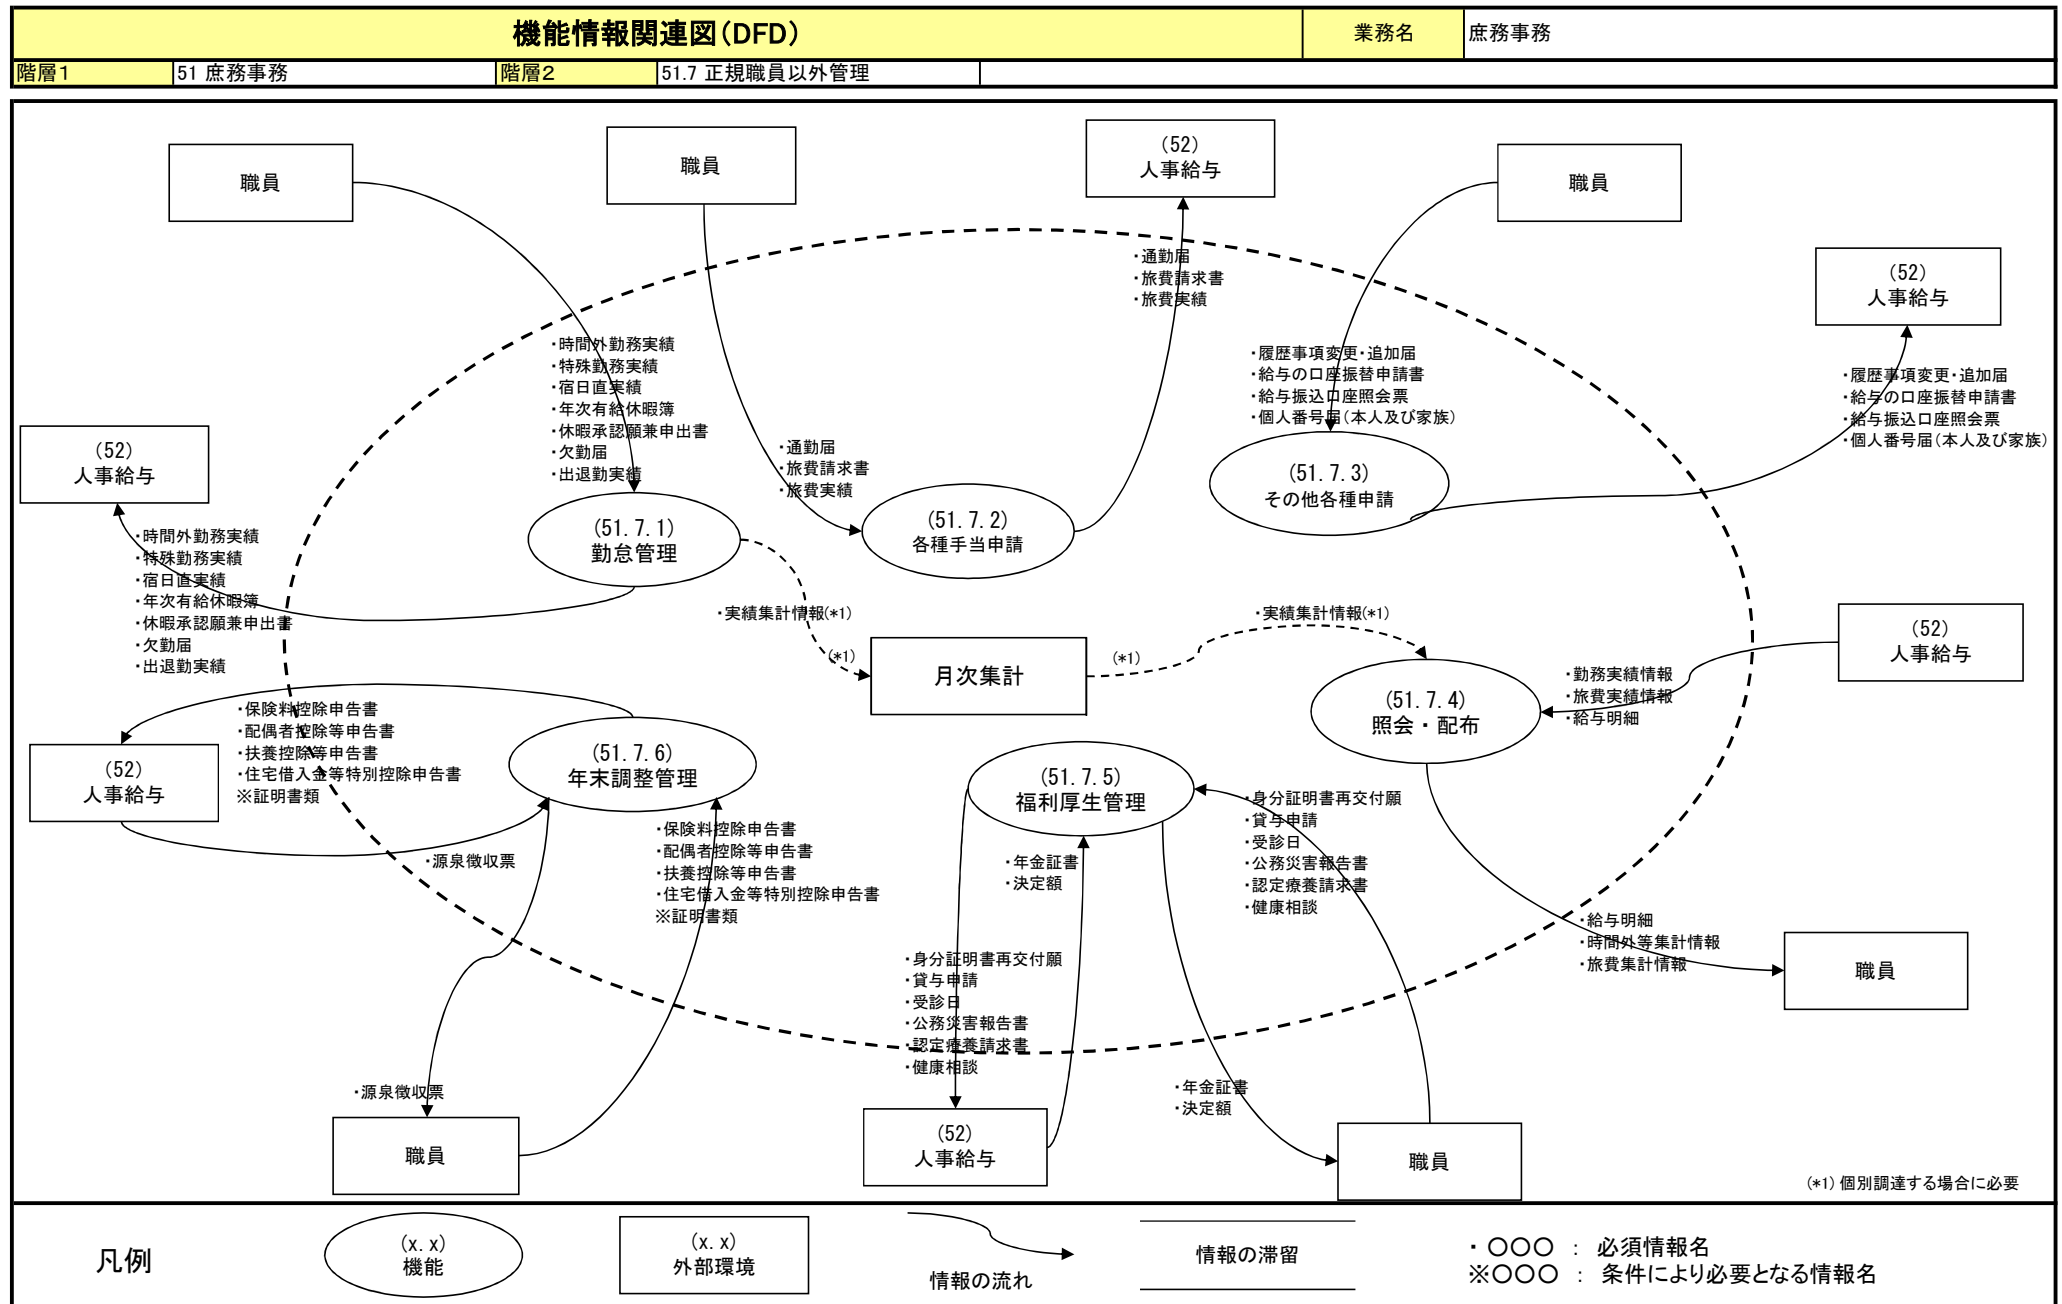 機能情報関連図(DFD)
業務名
庶務事務
階層1
51 庶務事務
階層2
51.7 正規職員以外管理
職員
職員
(52)
人事給与
職員
(52)
人事給与
・通勤届
・旅費請求書
・旅費実績
・時間外勤務実績
・特殊勤務実績
・宿日直実績
・年次有給休暇簿
・休暇承認願兼申出書
・欠勤届
・出退勤実績
・履歴事項変更・追加届
・給与の口座振替申請書
・給与振込口座照会票
・個人番号届(本人及び家族)
・履歴事項変更・追加届
・給与の口座振替申請書
・給与振込口座照会票
・個人番号届(本人及び家族)
(52)
人事給与
・通勤届
・旅費請求書
・旅費実績
(51.7.1)
勤怠管理
(51.7.2)
各種手当申請
(51.7.3)
その他各種申請
・時間外勤務実績
・特殊勤務実績
・宿日直実績
・年次有給休暇簿
・休暇承認願兼申出書
・欠勤届
・出退勤実績
・実績集計情報(*1)
(*1)
月次集計
・実績集計情報(*1)
(*1)
(52)
人事給与
・勤務実績情報
・旅費実績情報
・給与明細
(51.7.4)
照会・配布
・保険料控除申告書
・配偶者控除等申告書
・扶養控除等申告書
・住宅借入金等特別控除申告書
※証明書類
(52)
人事給与
(51.7.6)
年末調整管理
(51.7.5)
福利厚生管理
・源泉徴収票
・保険料控除申告書
・配偶者控除等申告書
・扶養控除等申告書
・住宅借入金等特別控除申告書
※証明書類
・年金証書
・決定額
・身分証明書再交付願
・貸与申請
・受診日
・公務災害報告書
・認定療養請求書
・健康相談
・給与明細
・時間外等集計情報
・旅費集計情報
職員
・身分証明書再交付願
・貸与申請
・受診日
・公務災害報告書
・認定療養請求書
・健康相談
・源泉徴収票
・年金証書
・決定額
職員
(52)
人事給与
職員
(*1) 個別調達する場合に必要
凡例
(x.x)
機能
(x.x)
外部環境
情報の流れ
情報の滞留
・ 〇〇〇 : 必須情報名
※〇〇〇 : 条件により必要となる情報名